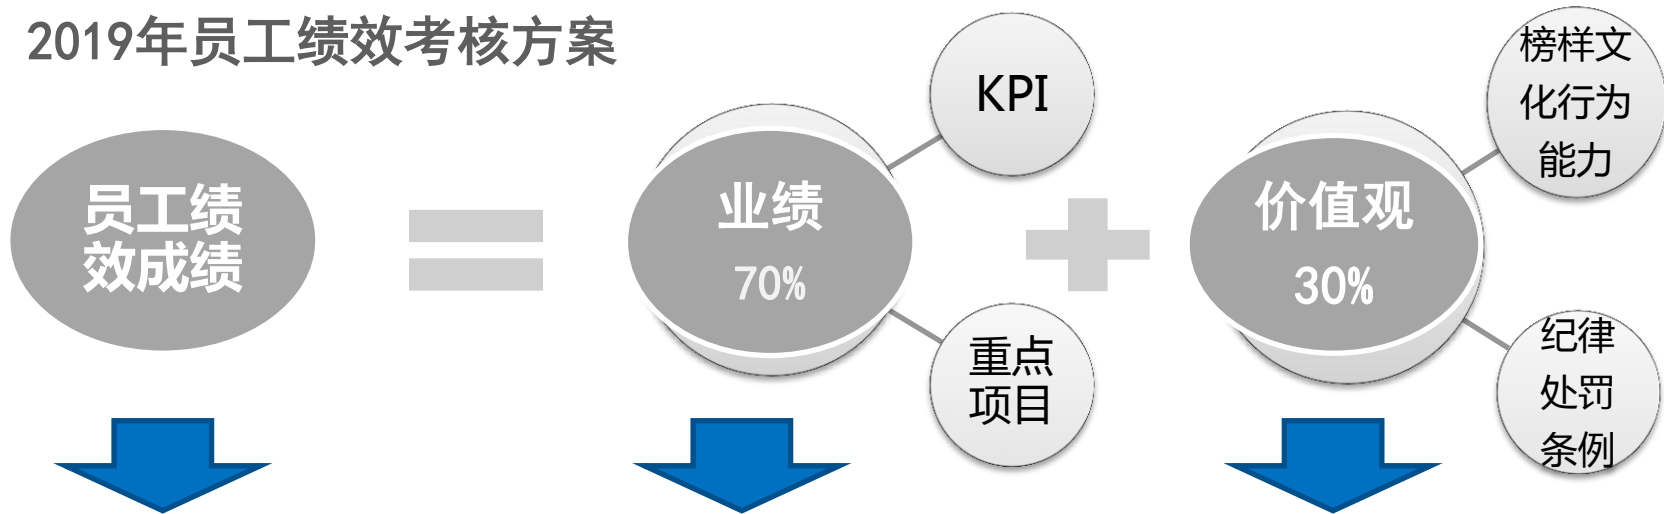 2019年员工绩效考核方案
员工绩
效成绩
业绩
70%
KPI
重点
项目
价值观
30%
榜样文
化行为
能力
纪律
处罚
条例